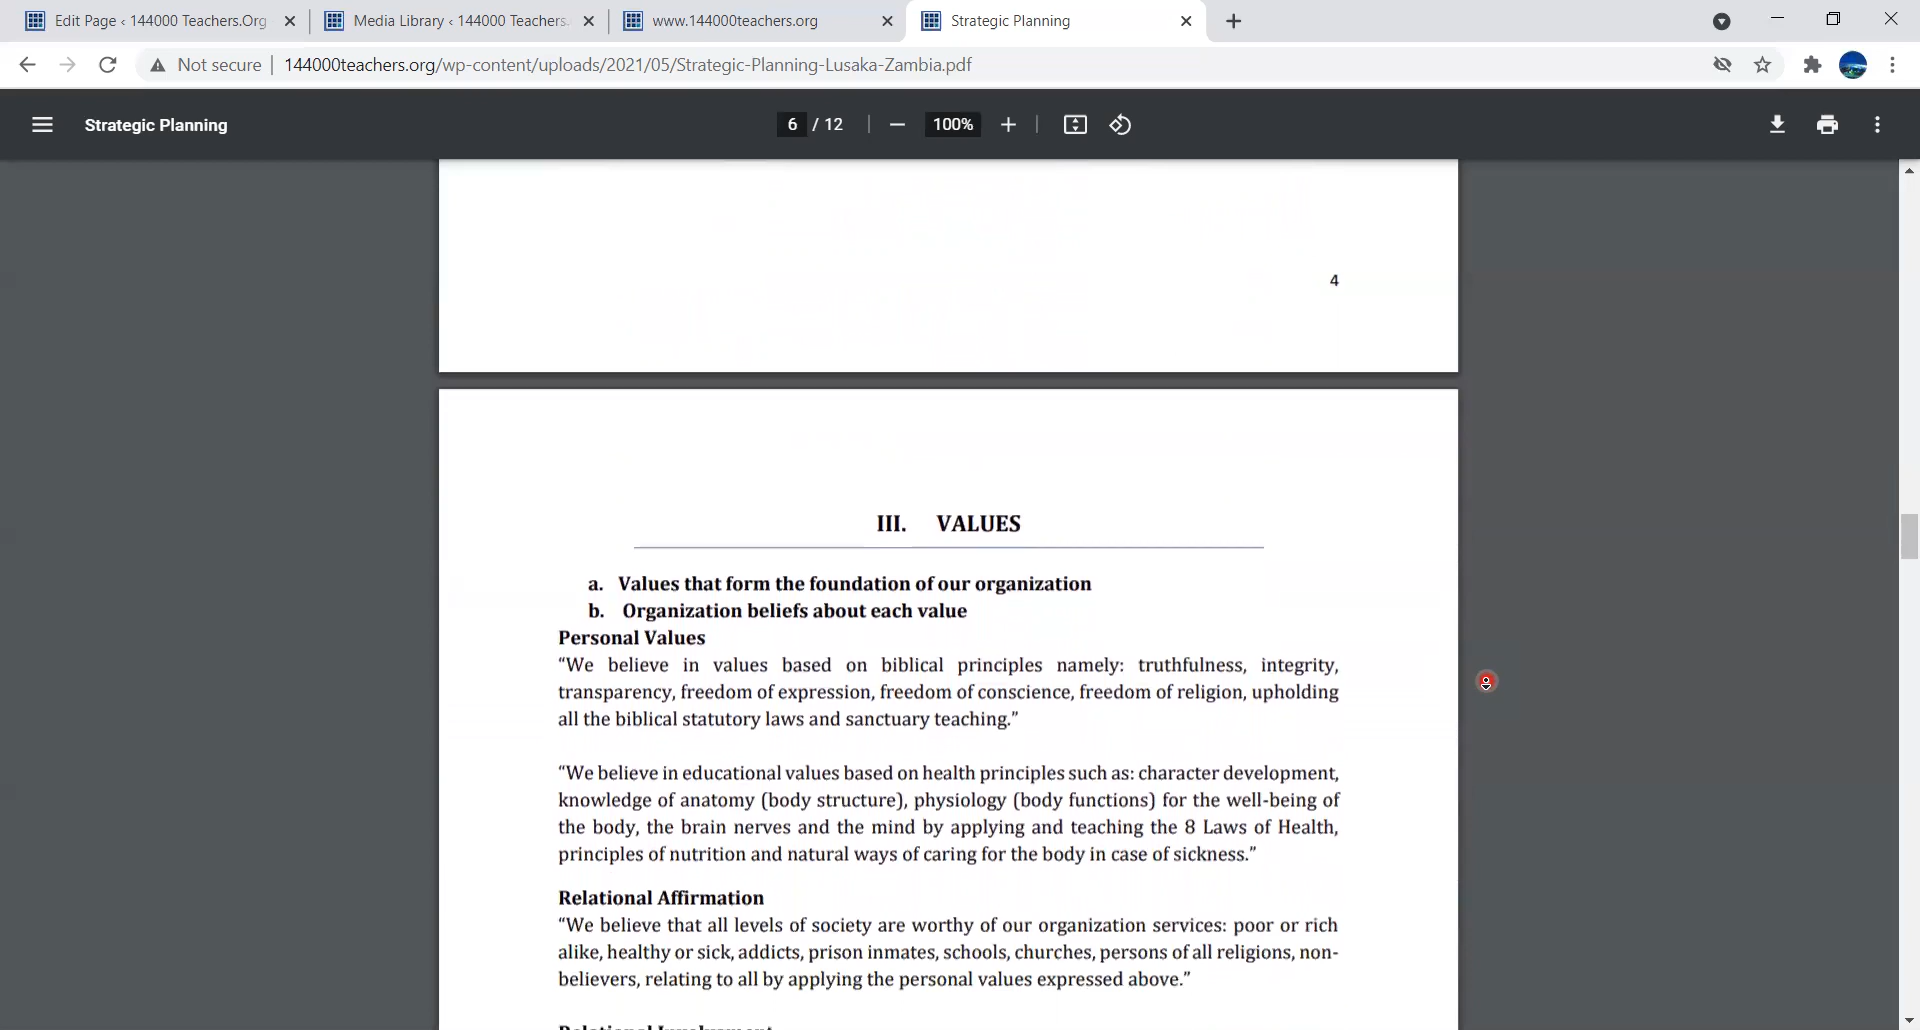 Edit Page ‹ 144000 Teachers.Org
Media Library ‹ 144000 Teachers.
www.144000teachers.org
Strategic Planning
Not secure
144000teachers.org/wp-content/uploads/2021/05/Strategic-Planning-Lusaka-Zambia.pdf
Strategic Planning
6 / 12
100%
4
III. VALUES
a. Values that form the foundation of our organization
b. Organization beliefs about each value
Personal Values
“We believe in values based on biblical principles namely: truthfulness, integrity,
transparency, freedom of expression, freedom of conscience, freedom of religion, upholding
all the biblical statutory laws and sanctuary teaching.”
“We believe in educational values based on health principles such as: character development,
knowledge of anatomy (body structure), physiology (body functions) for the well-being of
the body, the brain nerves and the mind by applying and teaching the 8 Laws of Health,
principles of nutrition and natural ways of caring for the body in case of sickness.”
Relational Affirmation
“We believe that all levels of society are worthy of our organization services: poor or rich
alike, healthy or sick, addicts, prison inmates, schools, churches, persons of all religions, non-
believers, relating to all by applying the personal values expressed above.”